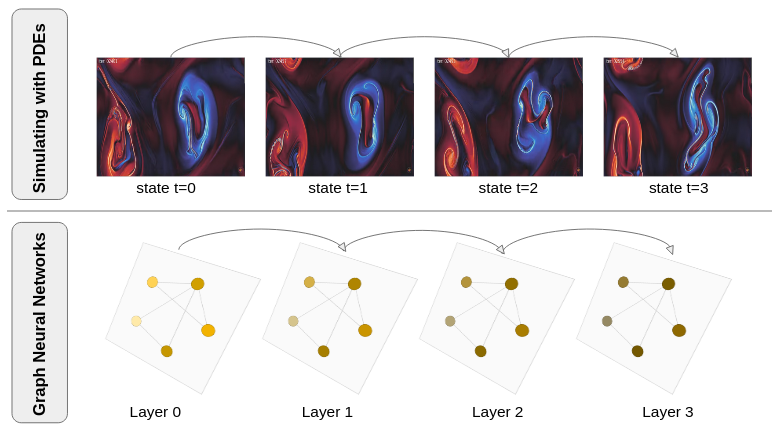 Simulating with PDEs
state t=0
state t=1
state t=2
state t=3
Graph Neural Networks
Layer 0
Layer 1
Layer 2
Layer 3